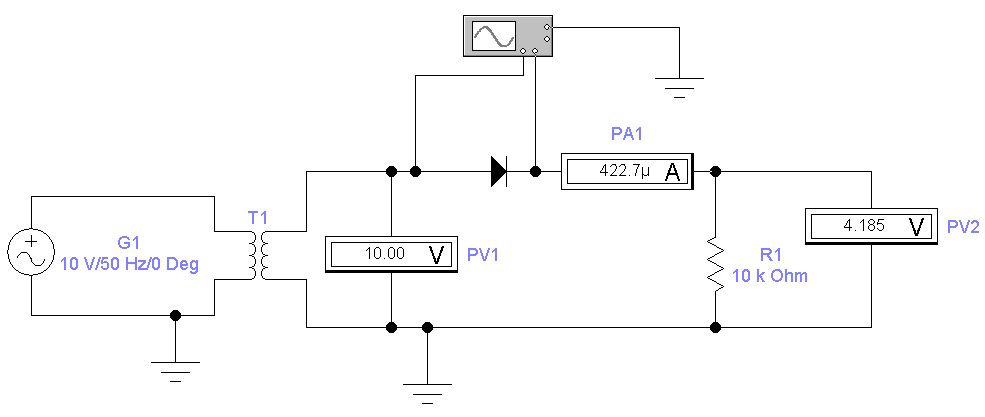 PA1
422.7µ A
T1
G1
10 V/50 Hz/0 Deg
10.00 V
PV1
4.185 V
PV2
R1
10 k Ohm